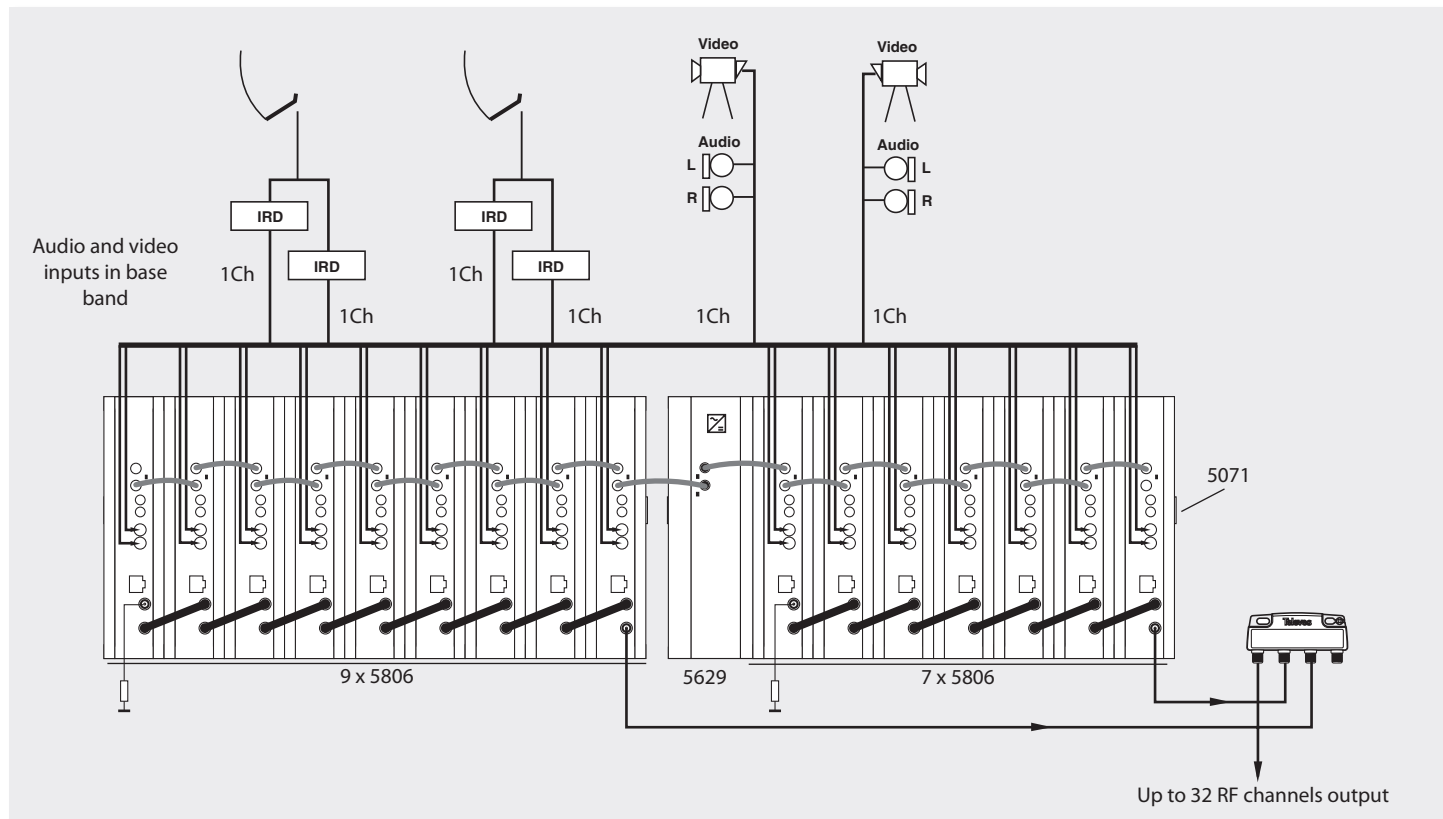 Video
Video
Audio
L
R
Audio
L
R
IRD
IRD
IRD
IRD
Audio and video
inputs in base
band
1Ch
1Ch
1Ch
1Ch
1Ch
1Ch
5071
Televes
9 x 5806
5629
7 x 5806
Up to 32 RF channels output